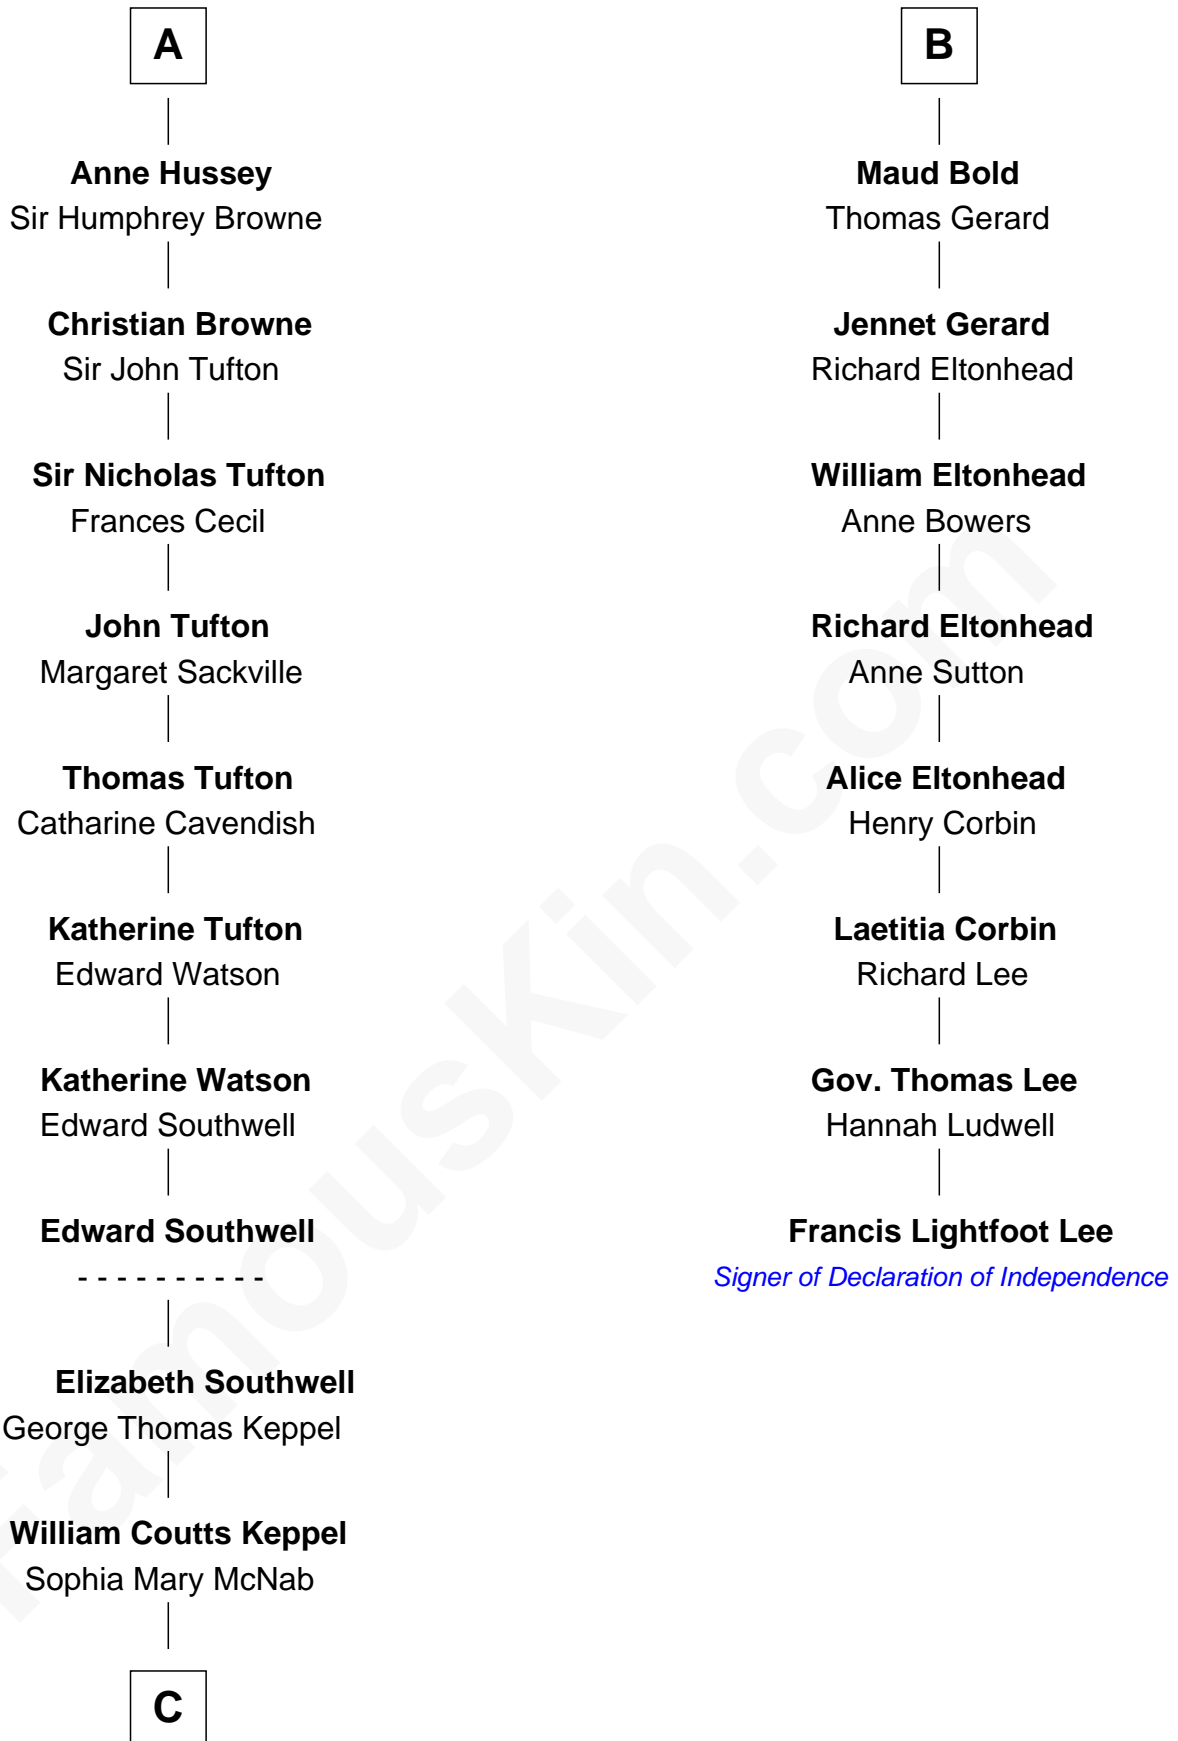 A
Anne Hussey
Sir Humphrey Browne
Christian Browne
Sir John Tufton
Sir Nicholas Tufton
Frances Cecil
John Tufton
Margaret Sackville
Thomas Tufton
Catharine Cavendish
Katherine Tufton
Edward Watson
Katherine Watson
Edward Southwell
Edward Southwell
- - - - - - - - - -
Elizabeth Southwell
George Thomas Keppel
William Coutts Keppel
Sophia Mary McNab
C
B
Maud Bold
Thomas Gerard
Jennet Gerard
Richard Eltonhead
William Eltonhead
Anne Bowers
Richard Eltonhead
Anne Sutton
Alice Eltonhead
Henry Corbin
Laetitia Corbin
Richard Lee
Gov. Thomas Lee
Hannah Ludwell
Francis Lightfoot Lee
Signer of Declaration of Independence
FamousKin.com